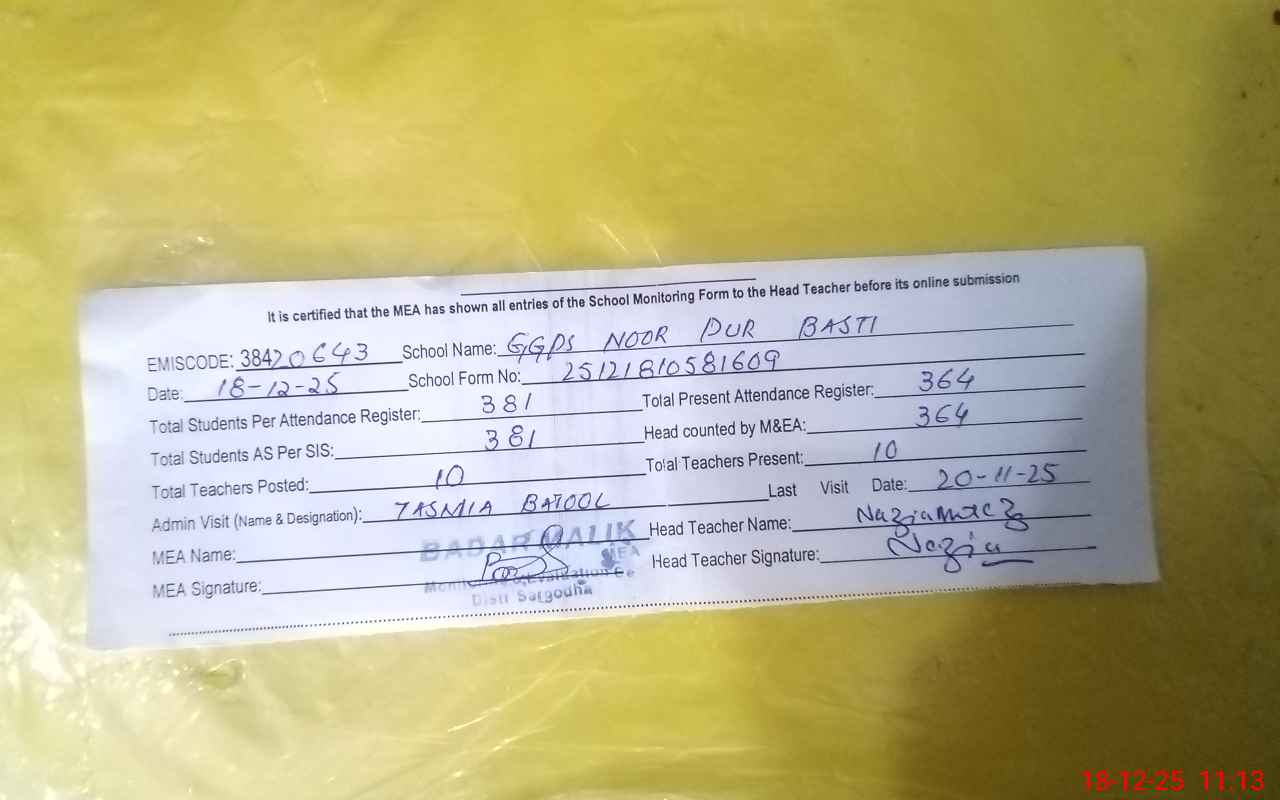 It is certified that the MEA has shown all entries of the School Monitoring Form to the Head Teacher before its online submission
EMISCODE: 38420643 School Name: GGPS NOOR PUR BASTI
Date: 18-12-25 School Form No: 25121810581609
Total Students Per Attendance Register: 381 Total Present Attendance Register: 364
Total Students AS Per SIS: 381 Head counted by M&EA: 364
Total Teachers Posted: 10 Total Teachers Present: 10
Admin Visit (Name & Designation): TASMIA BATOOL Last Visit Date: 20-11-25
MEA Name: BADAR MALIK MEA Head Teacher Name: Nazia
MEA Signature: Distt Sargodha Head Teacher Signature: Nazia
18-12-25 11:13